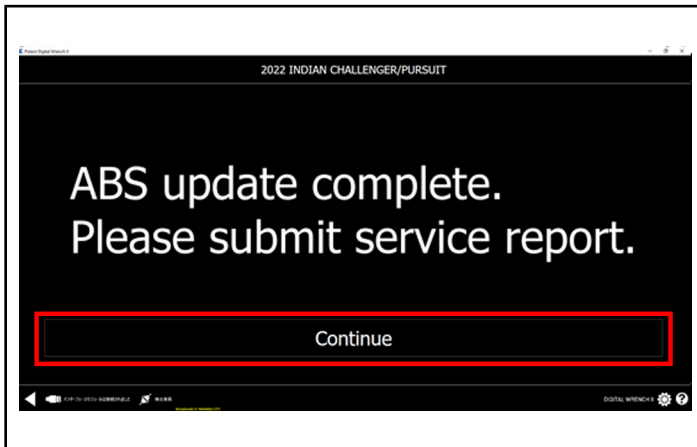 Polaris Digital Wrench II
2022 INDIAN CHALLENGER/PURSUIT
ABS update complete.
Please submit service report.
Continue
DIGITAL WRENCH II